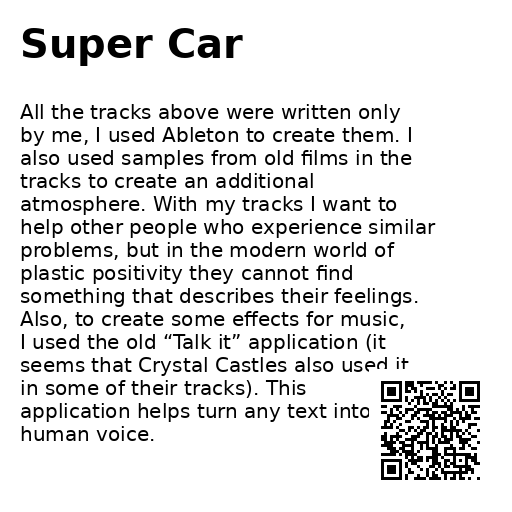 Super Car
All the tracks above were written only
by me, I used Ableton to create them. I
also used samples from old films in the
tracks to create an additional
atmosphere. With my tracks I want to
help other people who experience similar
problems, but in the modern world of
plastic positivity they cannot find
something that describes their feelings.
Also, to create some effects for music,
I used the old “Talk it” application (it
seems that Crystal Castles also used it
in some of their tracks). This
application helps turn any text into
human voice.